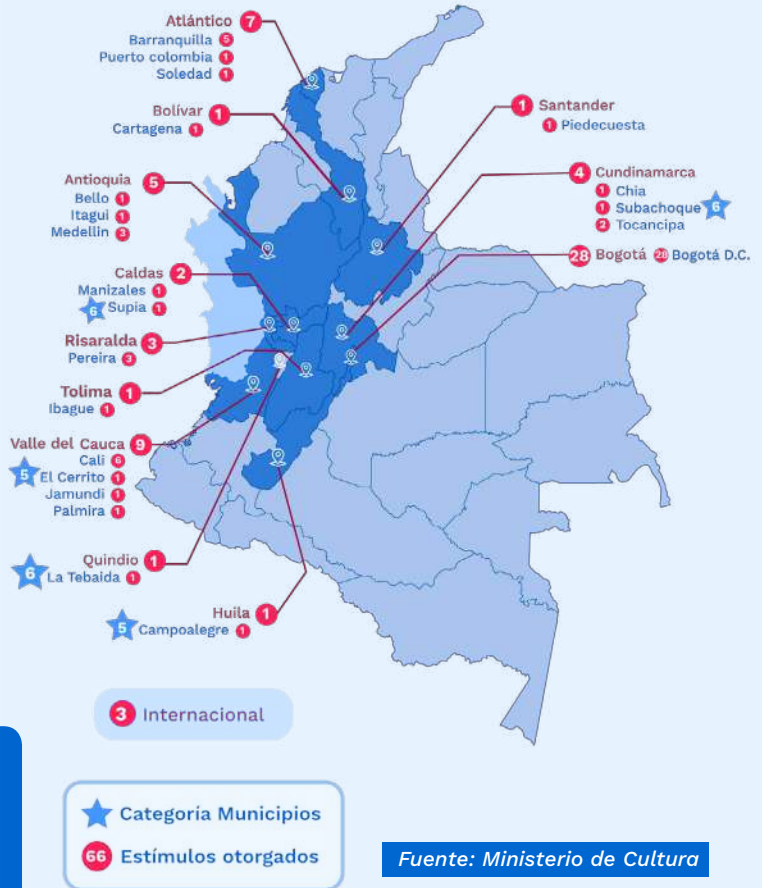 Atlántico 7
Barranquilla 5
Puerto colombia 1
Soledad 1
Bolívar 1
Cartagena 1
Antioquia 5
Bello 1
Itagui 1
Medellin 3
Caldas 2
Manizales 1
6 Supia 1
Risaralda 3
Pereira 3
Tolima 1
Ibague 1
Valle del Cauca 9
Cali 6
5 El Cerrito 1
Jamundi 1
Palmira 1
Quindio 1
6 La Tebaida 1
Huila 1
5 Campoalegre 1
1 Santander
1 Piedecuesta
4 Cundinamarca
1 Chia
1 Subachoque 6
2 Tocancipa
28 Bogotá 28 Bogotá D.C.
3 Internacional
Categoría Municipios
66 Estímulos otorgados
Fuente: Ministerio de Cultura